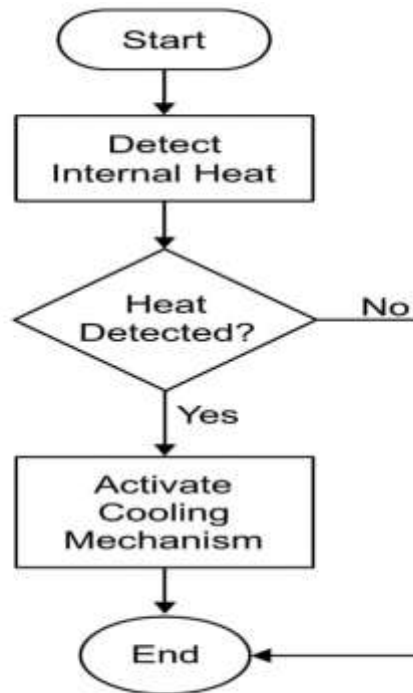 Start
Detect
Internal Heat
Heat
Detected?
No
Yes
Activate
Cooling
Mechanism
End